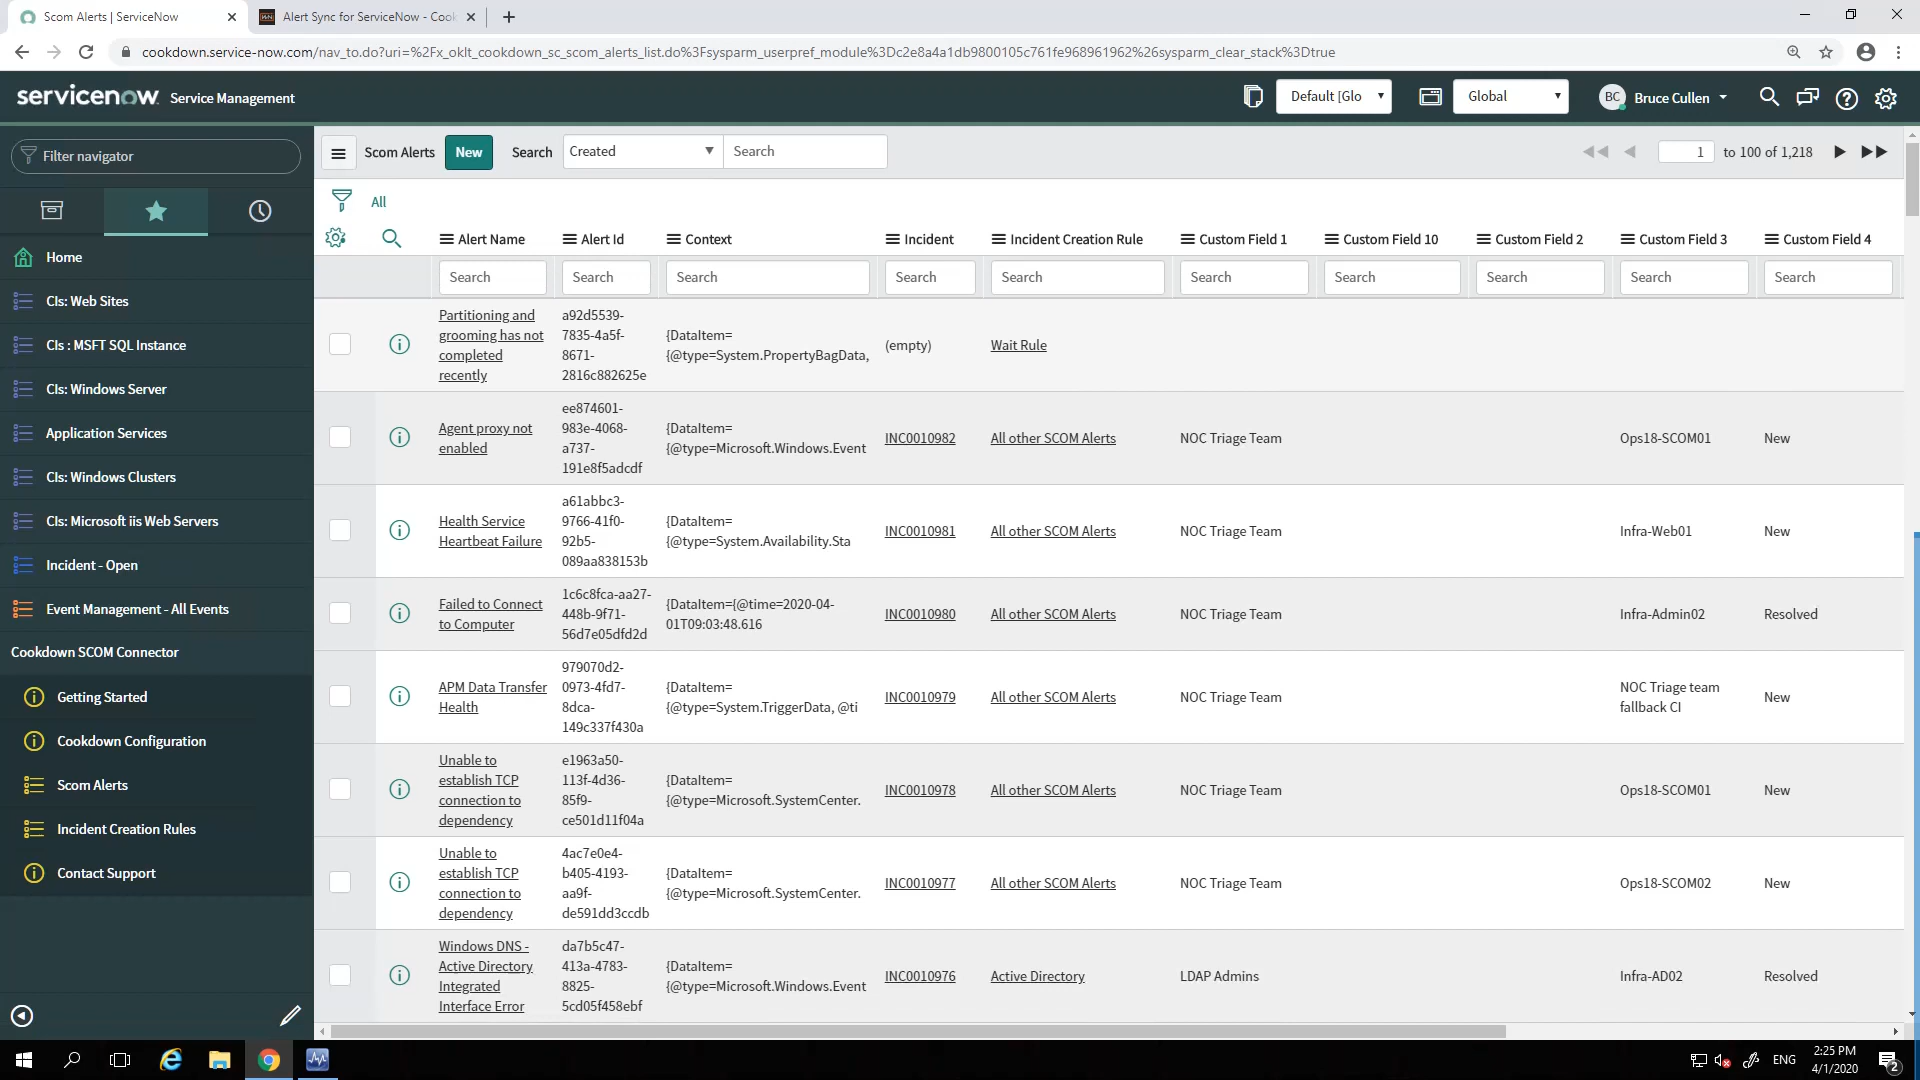 Scom Alerts | ServiceNow
Alert Sync for ServiceNow - Cook
cookdown.service-now.com/nav_to.do?uri=%2Fx_oklt_cookdown_sc_scom_alerts_list.do%3Fsysparm_userpref_module%3Dc2e8a4a1db9800105c761fe968961962%26sysparm_clear_stack%3Dtrue
servicenow Service Management
Default [Glo
Global
BC Bruce Cullen
Filter navigator
Home
CIs: Web Sites
CIs : MSFT SQL Instance
CIs: Windows Server
Application Services
CIs: Windows Clusters
CIs: Microsoft iis Web Servers
Incident - Open
Event Management - All Events
Cookdown SCOM Connector
Getting Started
Cookdown Configuration
Scom Alerts
Incident Creation Rules
Contact Support
Scom Alerts New Search Created Search
1 to 100 of 1,218
All
Alert Name Alert Id Context Incident Incident Creation Rule Custom Field 1 Custom Field 10 Custom Field 2 Custom Field 3 Custom Field 4
Search Search Search Search Search Search Search Search Search Search
Partitioning and
grooming has not
completed
recently
a92d5539-
7835-4a5f-
8671-
2816c882625e
{DataItem=
{@type=System.PropertyBagData,
(empty)
Wait Rule
Agent proxy not
enabled
ee874601-
983e-4068-
a737-
191e8f5adcdf
{DataItem=
{@type=Microsoft.Windows.Event
INC0010982
All other SCOM Alerts
NOC Triage Team
Ops18-SCOM01
New
Health Service
Heartbeat Failure
a61abbc3-
9766-41f0-
92b5-
089aa838153b
{DataItem=
{@type=System.Availability.Sta
INC0010981
All other SCOM Alerts
NOC Triage Team
Infra-Web01
New
Failed to Connect
to Computer
1c6c8fca-aa27-
448b-9f71-
56d7e05dfd2d
{DataItem={@time=2020-04-
01T09:03:48.616
INC0010980
All other SCOM Alerts
NOC Triage Team
Infra-Admin02
Resolved
APM Data Transfer
Health
979070d2-
0973-4fd7-
8dca-
149c337f430a
{DataItem=
{@type=System.TriggerData, @ti
INC0010979
All other SCOM Alerts
NOC Triage Team
NOC Triage team
fallback CI
New
Unable to
establish TCP
connection to
dependency
e1963a50-
113f-4d36-
85f9-
ce501d11f04a
{DataItem=
{@type=Microsoft.SystemCenter.
INC0010978
All other SCOM Alerts
NOC Triage Team
Ops18-SCOM01
New
Unable to
establish TCP
connection to
dependency
4ac7e0e4-
b405-4193-
aa9f-
de591dd3ccdb
{DataItem=
{@type=Microsoft.SystemCenter.
INC0010977
All other SCOM Alerts
NOC Triage Team
Ops18-SCOM02
New
Windows DNS -
Active Directory
Integrated
Interface Error
da7b5c47-
413a-4783-
8825-
5cd05f458ebf
{DataItem=
{@type=Microsoft.Windows.Event
INC0010976
Active Directory
LDAP Admins
Infra-AD02
Resolved
ENG
2:25 PM
4/1/2020
2